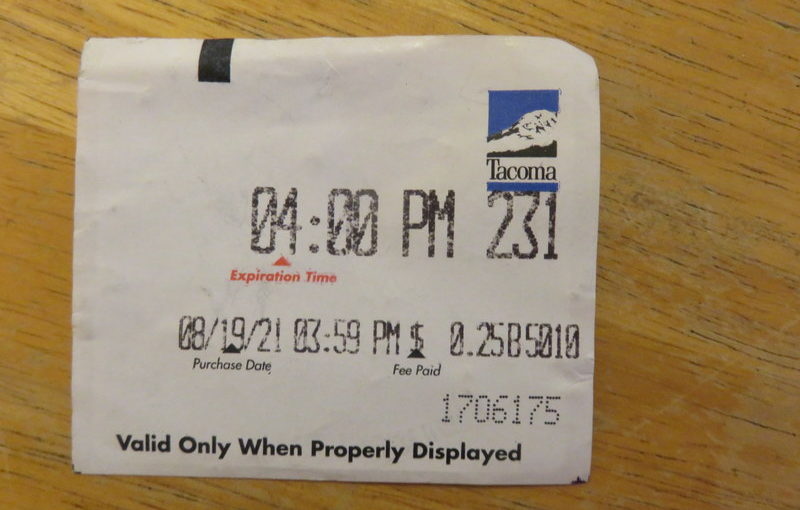 Tacoma
04:00 PM 231
Expiration Time
08/19/21 03:59 PM $ 0.25B5010
Purchase Date Fee Paid
1706175
Valid Only When Properly Displayed